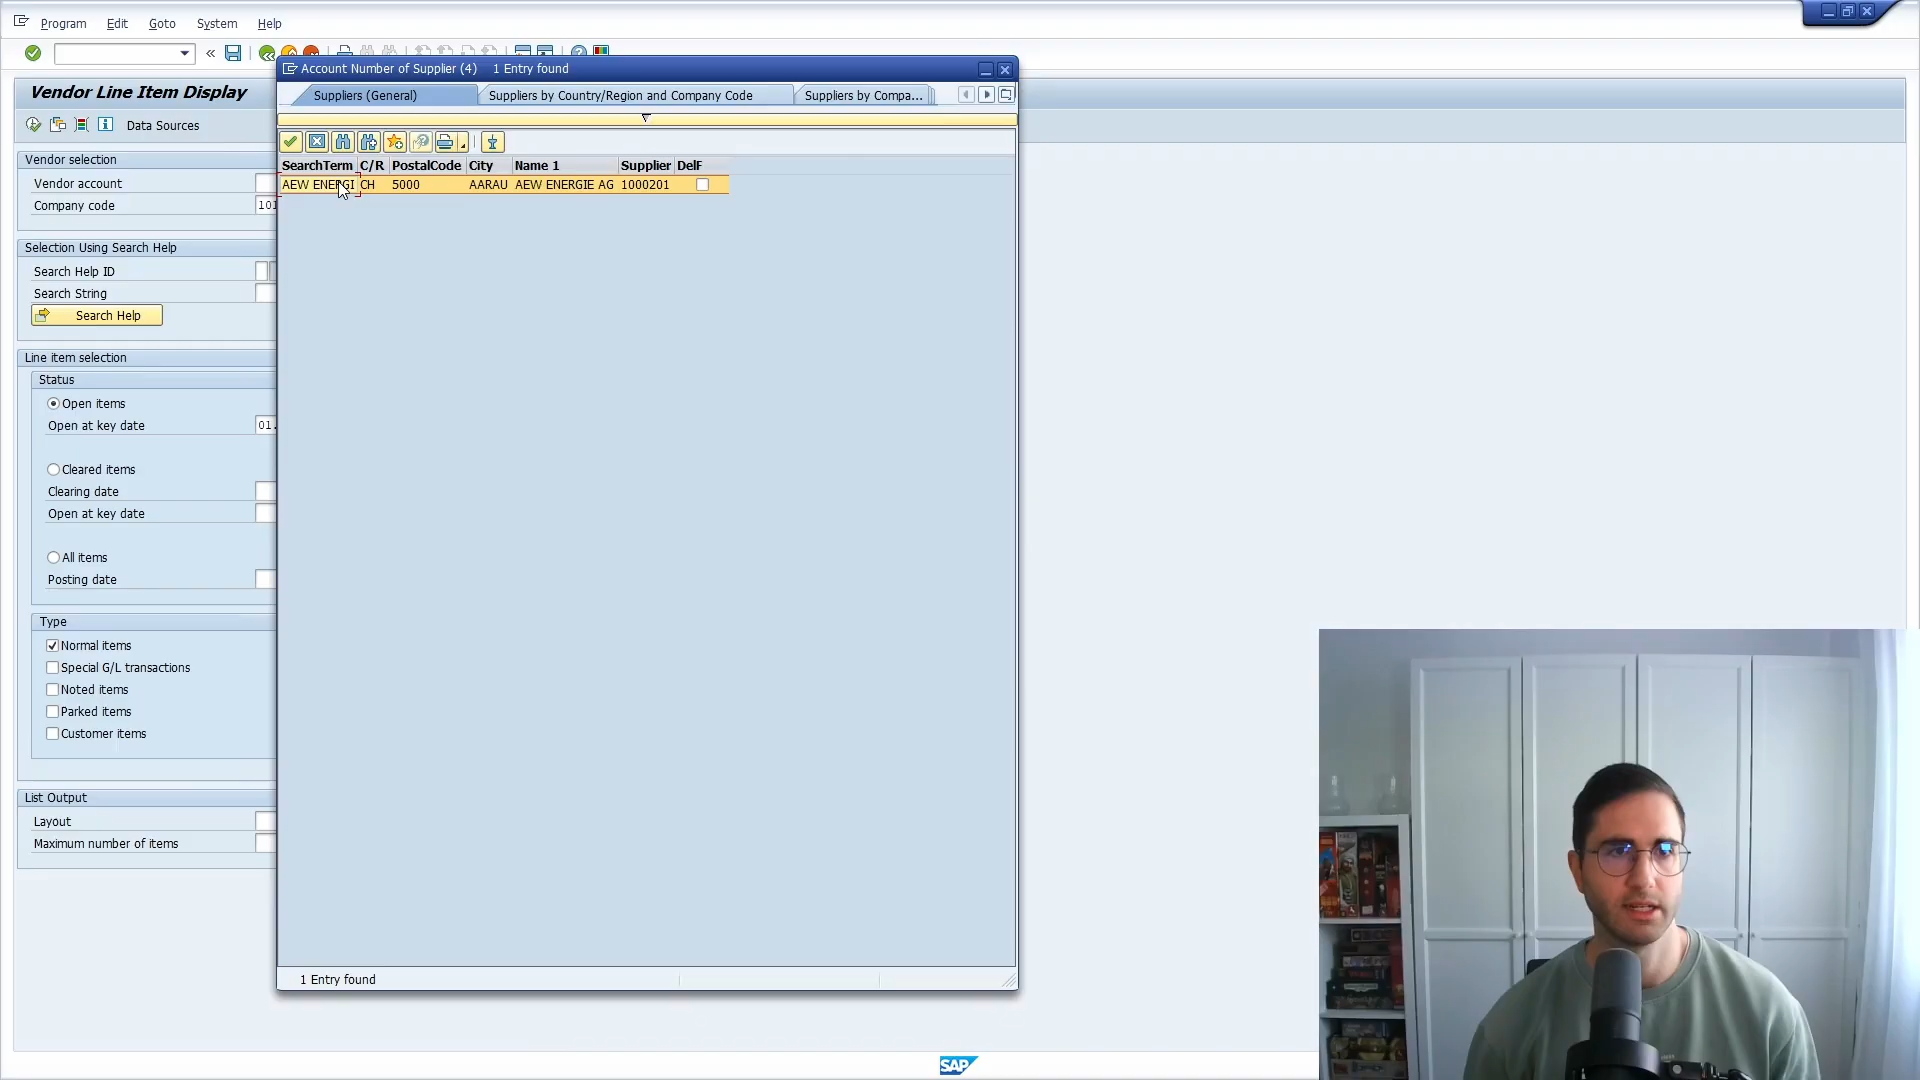 Program Edit Goto System Help
Vendor Line Item Display
Data Sources
Vendor selection
Vendor account
Company code 101
Selection Using Search Help
Search Help ID
Search String
Search Help
Line item selection
Status
Open items
Open at key date 01.
Cleared items
Clearing date
Open at key date
All items
Posting date
Type
Normal items
Special G/L transactions
Noted items
Parked items
Customer items
List Output
Layout
Maximum number of items
Account Number of Supplier (4) 1 Entry found
Suppliers (General) Suppliers by Country/Region and Company Code Suppliers by Compa...
SearchTerm C/R PostalCode City Name 1 Supplier DelF
AEW ENERGI CH 5000 AARAU AEW ENERGIE AG 1000201
1 Entry found
SAP